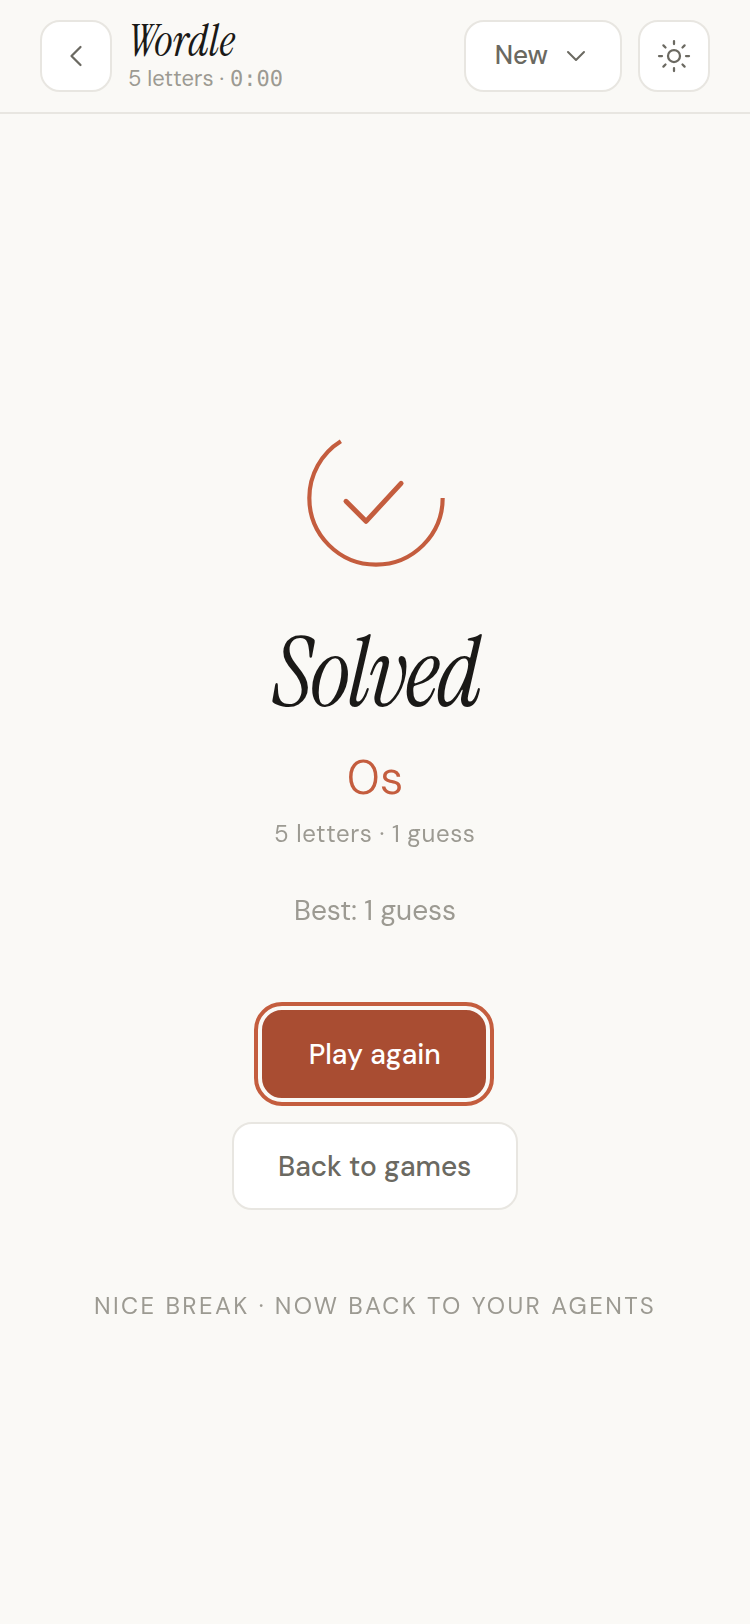 Wordle
5 letters · 0:00
New
Solved
0s
5 letters · 1 guess
Best: 1 guess
Play again
Back to games
NICE BREAK · NOW BACK TO YOUR AGENTS